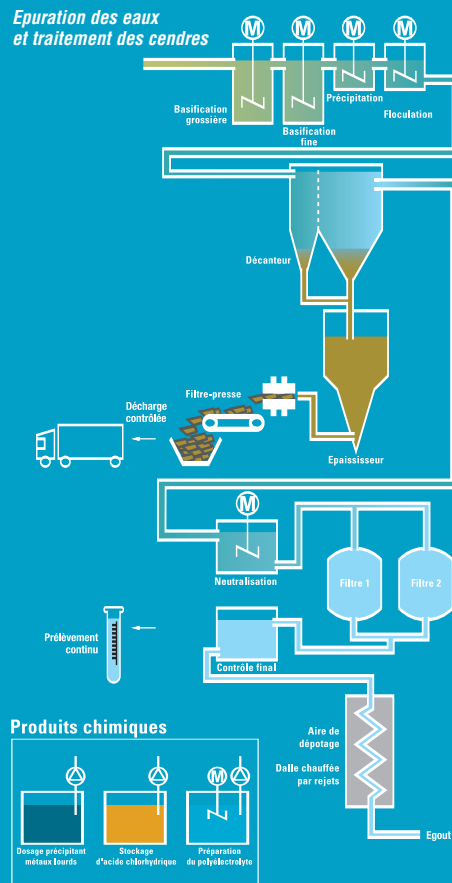 Epuration des eaux
et traitement des cendres
M M M M
Basification
grossière
Basification
fine
Précipitation
Floculation
Décanteur
Filtre-presse
Décharge
contrôlée
Epaississeur
M
Neutralisation
Filtre 1
Filtre 2
Prélèvement
continu
Contrôle final
Aire de
dépotage
Dalle chauffée
par rejets
Egout
Produits chimiques
M
Dosage précipitant
métaux lourds
Stockage
d'acide chlorhydrique
Préparation
du polyélectrolyte